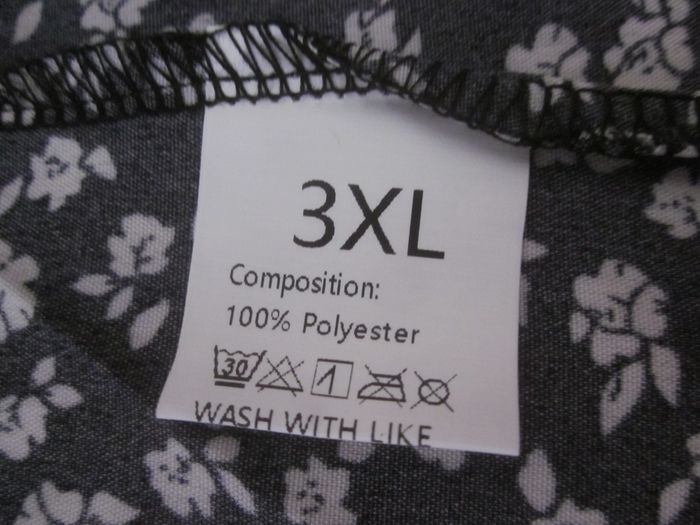 3XL
Composition:
100% Polyester
30
WASH WITH LIKE